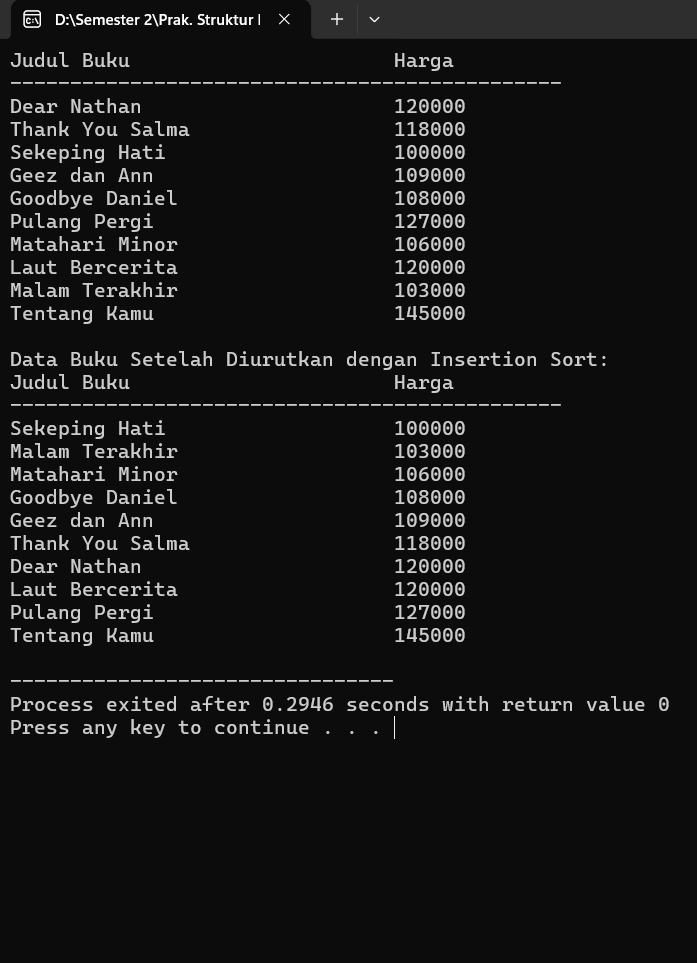 D:\Semester 2\Prak. Struktur
Judul Buku Harga
----------------------------------------------
Dear Nathan 120000
Thank You Salma 118000
Sekeping Hati 100000
Geez dan Ann 109000
Goodbye Daniel 108000
Pulang Pergi 127000
Matahari Minor 106000
Laut Bercerita 120000
Malam Terakhir 103000
Tentang Kamu 145000
Data Buku Setelah Diurutkan dengan Insertion Sort:
Judul Buku Harga
----------------------------------------------
Sekeping Hati 100000
Malam Terakhir 103000
Matahari Minor 106000
Goodbye Daniel 108000
Geez dan Ann 109000
Thank You Salma 118000
Dear Nathan 120000
Laut Bercerita 120000
Pulang Pergi 127000
Tentang Kamu 145000
--------------------------------
Process exited after 0.2946 seconds with return value 0
Press any key to continue . . .